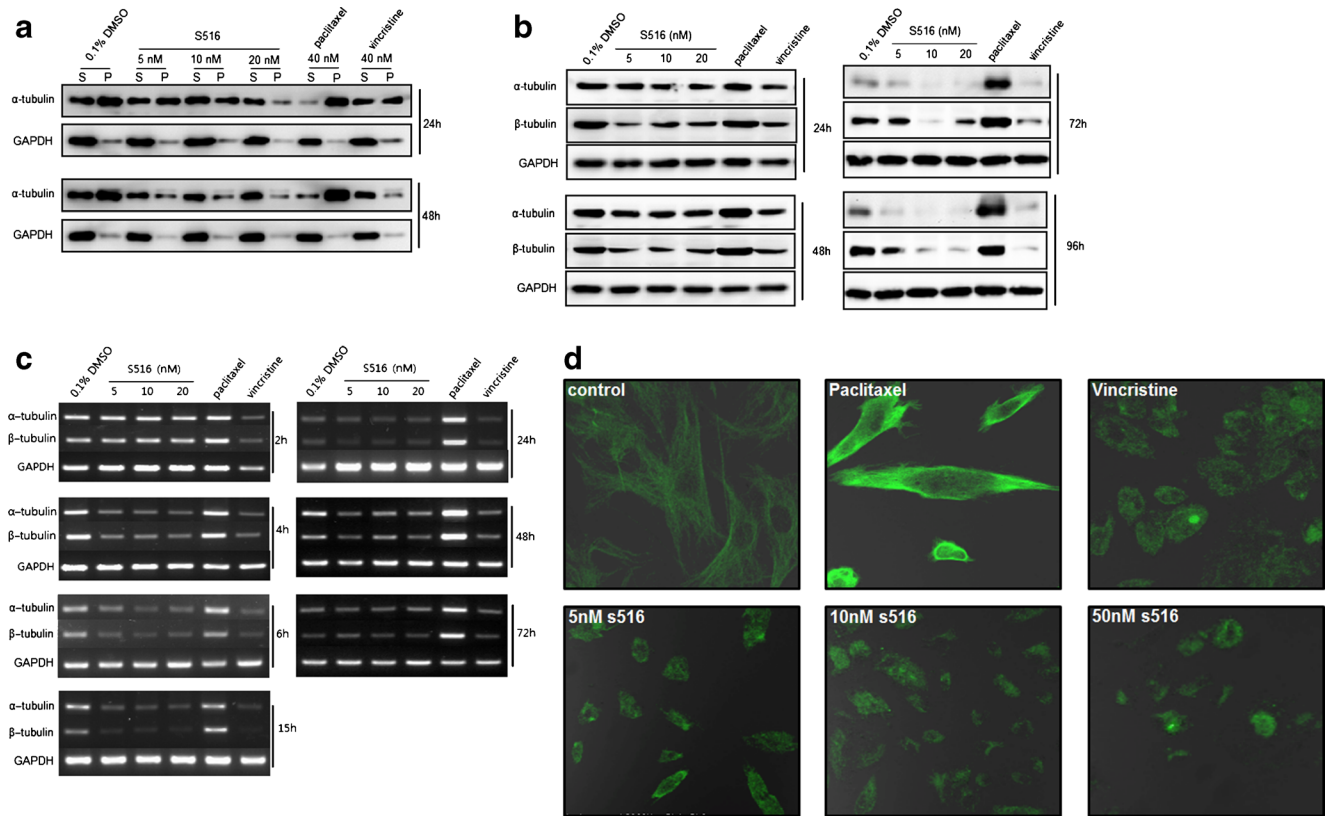 a
0.1% DMSO
S516
paclitaxel
vincristine
5 nM 10 nM 20 nM 40 nM 40 nM
S P S P S P S P S P S P
α-tubulin
GAPDH
24h
α-tubulin
GAPDH
48h
b
0.1% DMSO
S516 (nM)
5 10 20
paclitaxel
vincristine
α-tubulin
β-tubulin
GAPDH
24h
α-tubulin
β-tubulin
GAPDH
48h
0.1% DMSO
S516 (nM)
5 10 20
paclitaxel
vincristine
72h
96h
c
0.1% DMSO
S516 (nM)
5 10 20
paclitaxel
vincristine
α-tubulin
β-tubulin
GAPDH
2h
α-tubulin
β-tubulin
GAPDH
4h
α-tubulin
β-tubulin
GAPDH
6h
α-tubulin
β-tubulin
GAPDH
15h
0.1% DMSO
S516 (nM)
5 10 20
paclitaxel
vincristine
24h
48h
72h
d
control
Paclitaxel
Vincristine
5nM s516
10nM s516
50nM s516